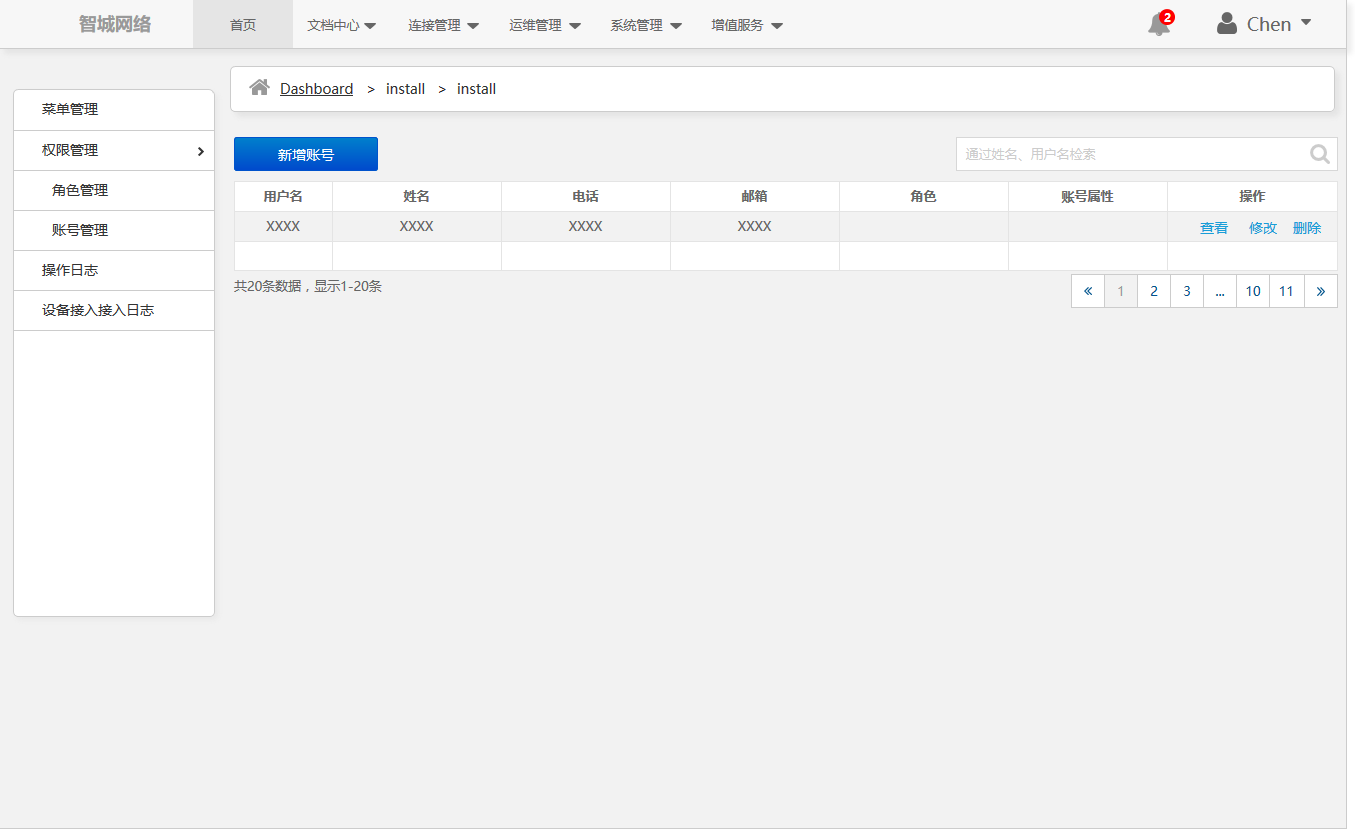 智城网络 首页 文档中心 连接管理 运维管理 系统管理 增值服务 2 Chen
Dashboard > install > install
菜单管理
权限管理
角色管理
账号管理
操作日志
设备接入接入日志
新增账号 通过姓名、用户名检索
用户名 姓名 电话 邮箱 角色 账号属性 操作
XXXX XXXX XXXX XXXX 查看 修改 删除
共20条数据，显示1-20条 « 1 2 3 ... 10 11 »